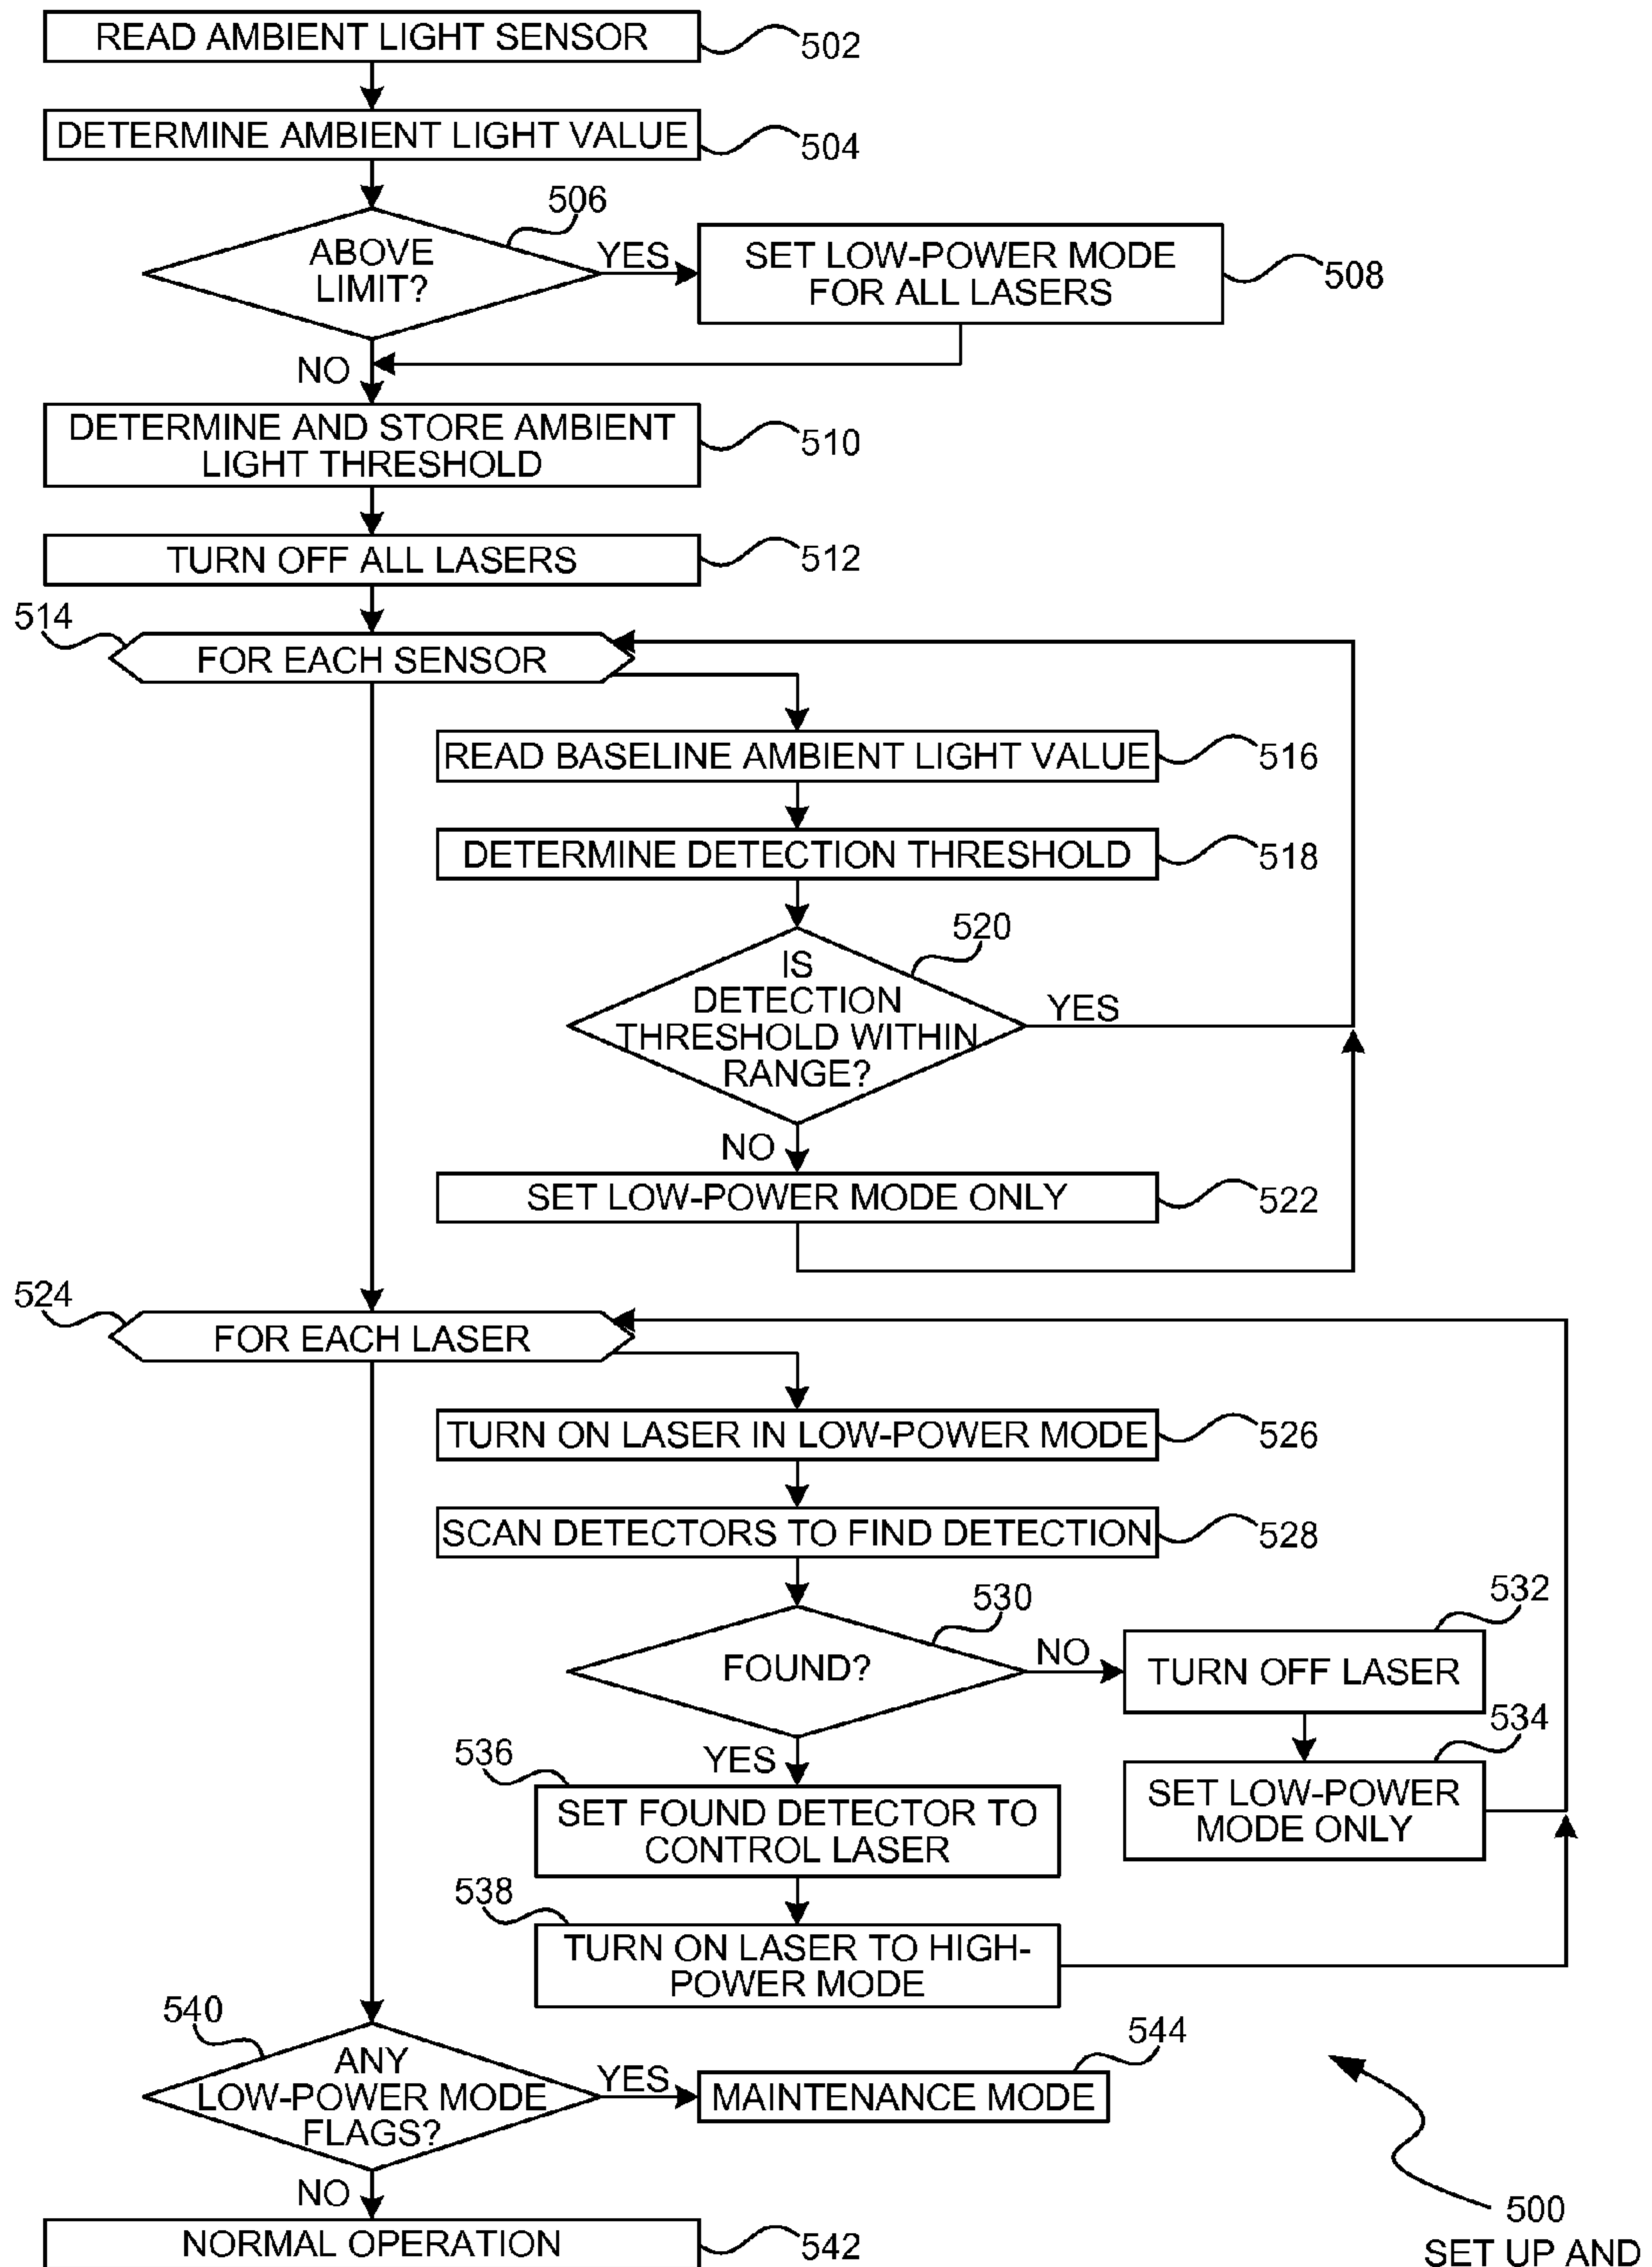 READ AMBIENT LIGHT SENSOR
502
DETERMINE AMBIENT LIGHT VALUE
504
506
ABOVE
LIMIT?
YES
SET LOW-POWER MODE
FOR ALL LASERS
508
NO
DETERMINE AND STORE AMBIENT
LIGHT THRESHOLD
510
TURN OFF ALL LASERS
512
514
FOR EACH SENSOR
READ BASELINE AMBIENT LIGHT VALUE
516
DETERMINE DETECTION THRESHOLD
518
520
IS
DETECTION
THRESHOLD WITHIN
RANGE?
YES
NO
SET LOW-POWER MODE ONLY
522
524
FOR EACH LASER
TURN ON LASER IN LOW-POWER MODE
526
SCAN DETECTORS TO FIND DETECTION
528
530
FOUND?
NO
532
TURN OFF LASER
534
SET LOW-POWER
MODE ONLY
YES
536
SET FOUND DETECTOR TO
CONTROL LASER
538
TURN ON LASER TO HIGH-
POWER MODE
540
ANY
LOW-POWER MODE
FLAGS?
YES
544
MAINTENANCE MODE
NO
NORMAL OPERATION
542
500
SET UP AND